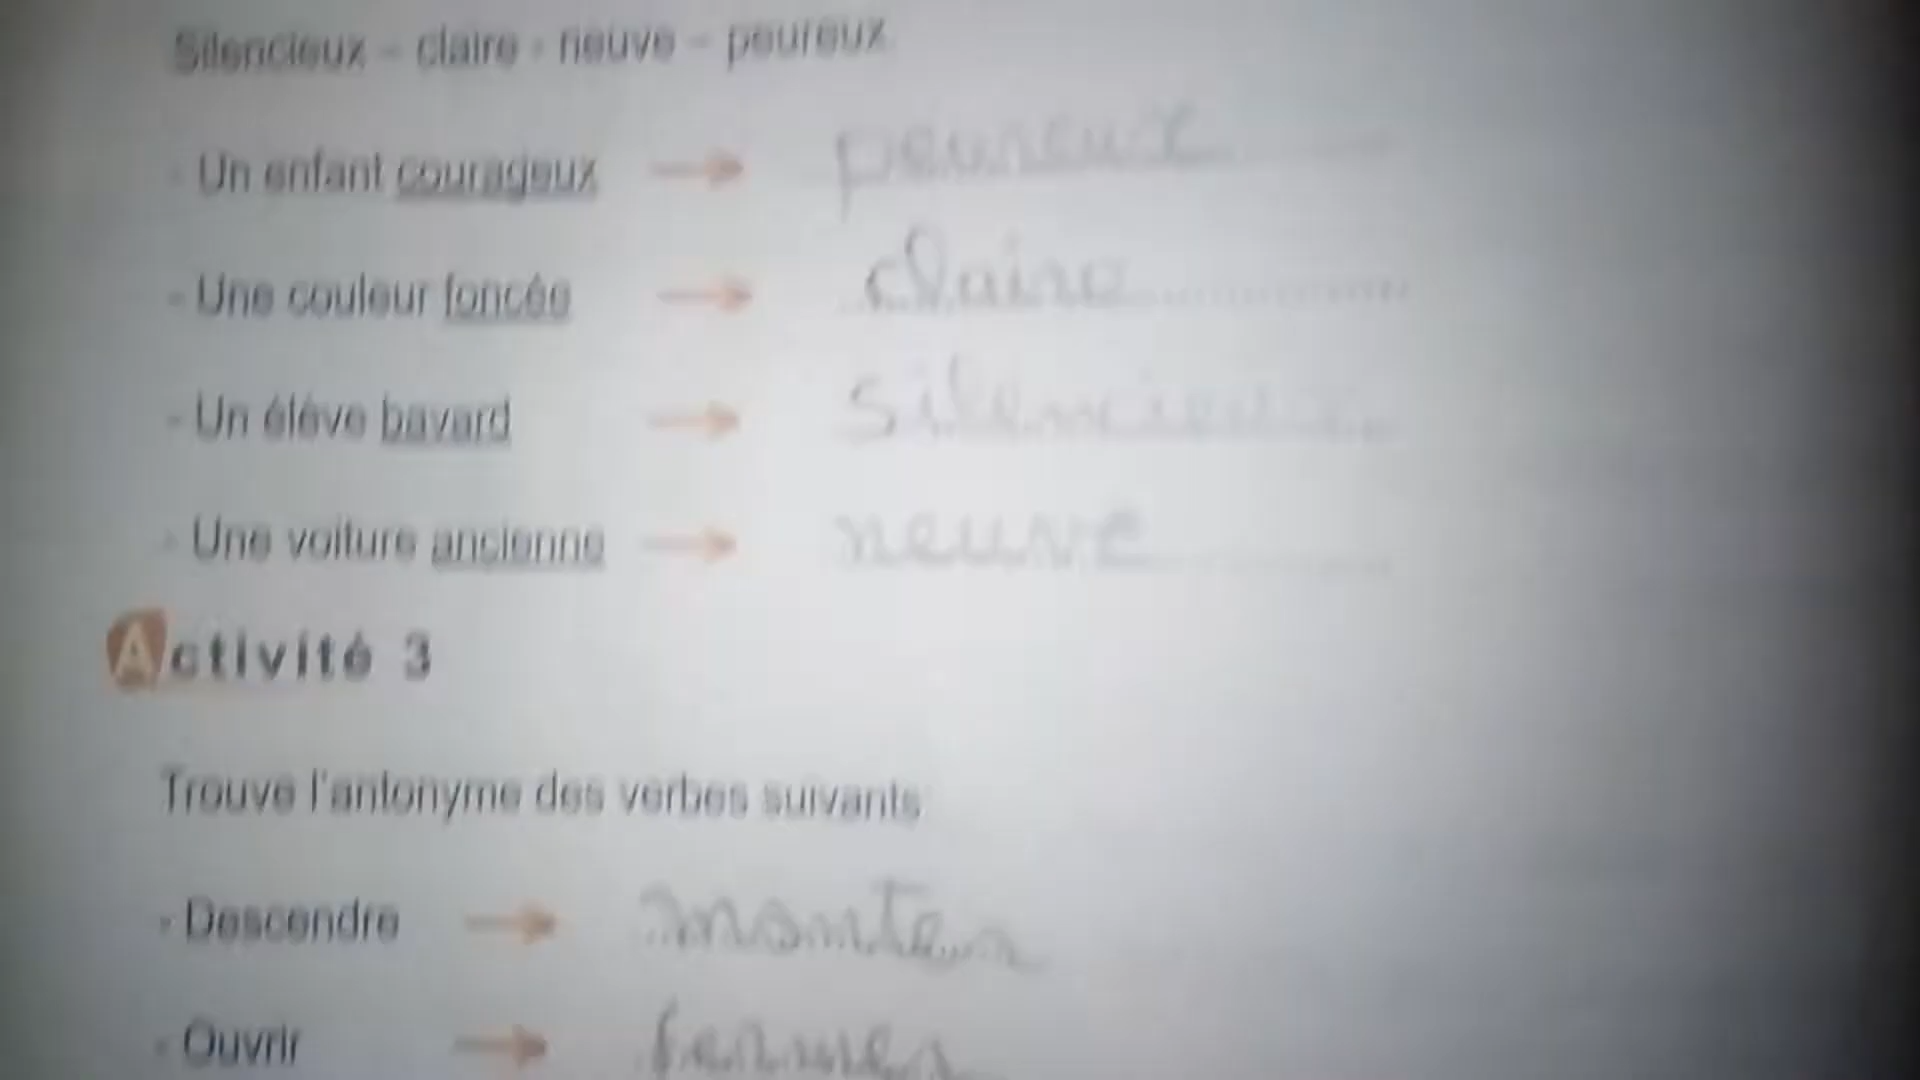 Silencieux - claire - neuve - peureux
- Un enfant courageux → peureux
- Une couleur foncée → claire
- Un élève bavard → silencieux
- Une voiture ancienne → neuve
Activité 3
Trouve l'antonyme des verbes suivants
- Descendre → monter
- Ouvrir → fermer